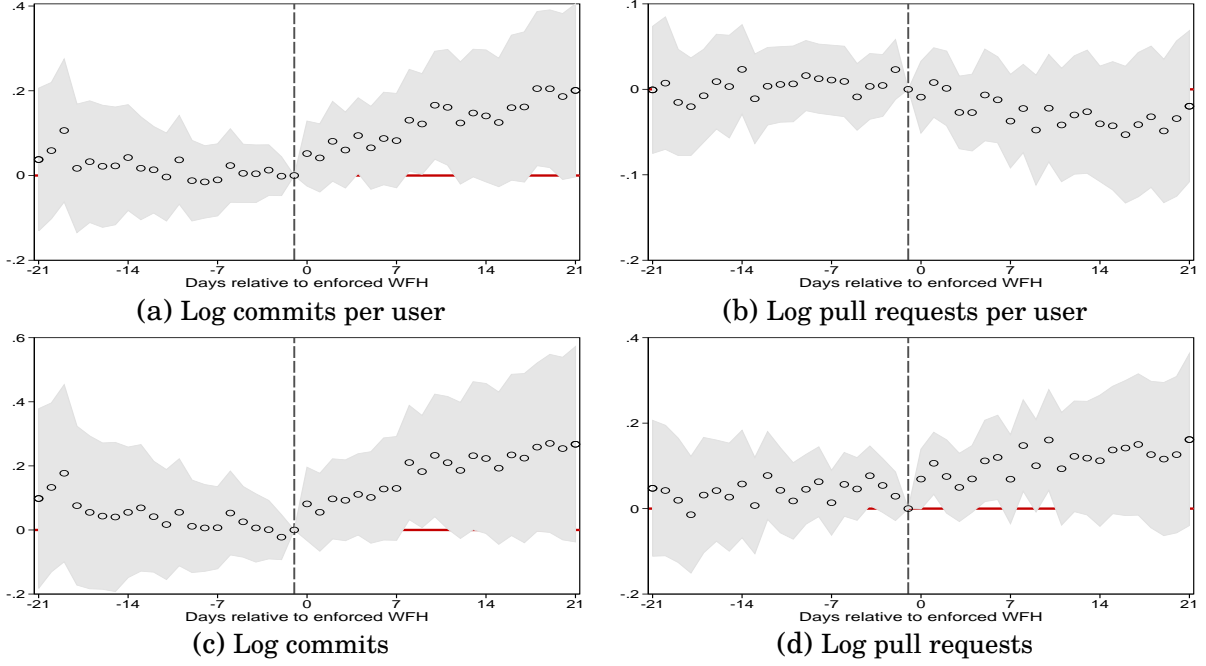 .4
.2
0
-.2
-21 -14 -7 0 7 14 21
Days relative to enforced WFH
(a) Log commits per user
.1
0
-.1
-.2
-21 -14 -7 0 7 14 21
Days relative to enforced WFH
(b) Log pull requests per user
.6
.4
.2
0
-.2
-21 -14 -7 0 7 14 21
Days relative to enforced WFH
(c) Log commits
.4
.2
0
-.2
-21 -14 -7 0 7 14 21
Days relative to enforced WFH
(d) Log pull requests